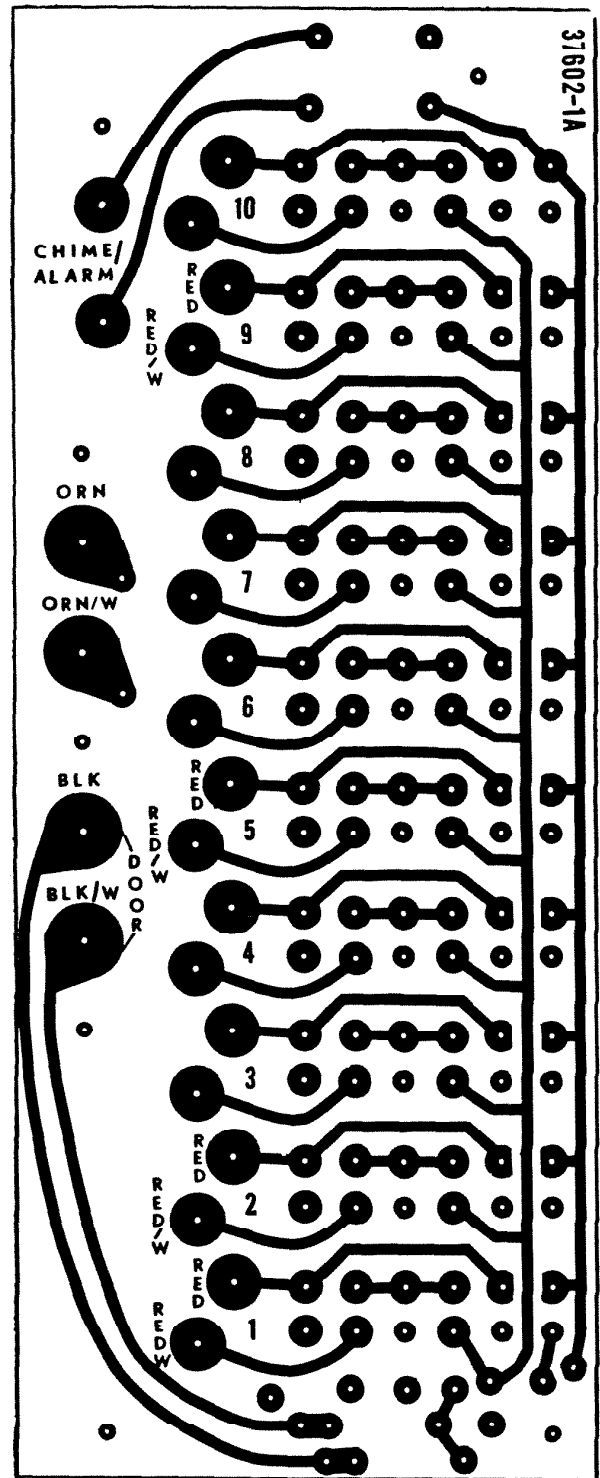 37602-1A
10
CHIME/
ALARM
RED
RED/W
9
8
ORN
7
ORN/W
6
BLK
RED
RED/W
5
DOOR
BLK/W
4
3
RED
RED/W
2
RED
RED/W
1